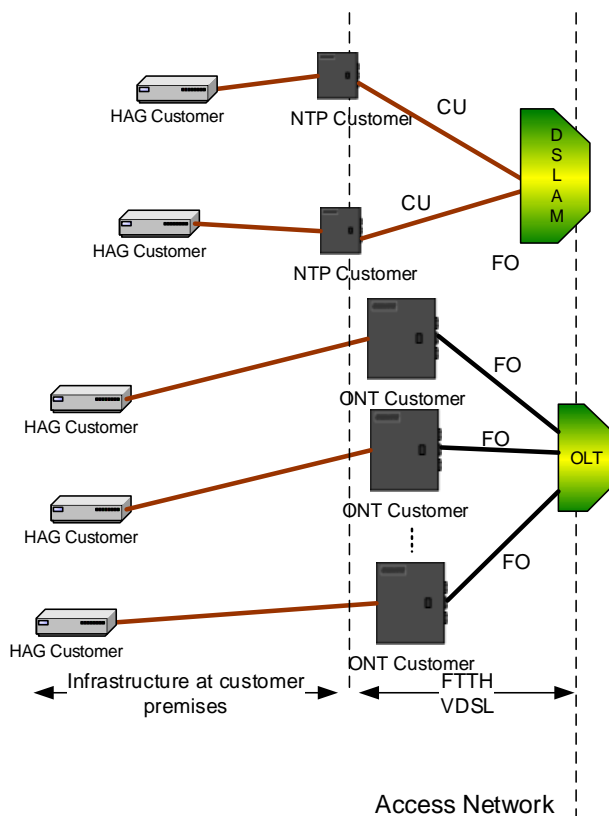 HAG Customer
NTP Customer
CU
DSLAM
HAG Customer
NTP Customer
CU
FO
HAG Customer
ONT Customer
FO
HAG Customer
ONT Customer
FO
OLT
HAG Customer
ONT Customer
FO
Infrastructure at customer
premises
FTTH
VDSL
Access Network